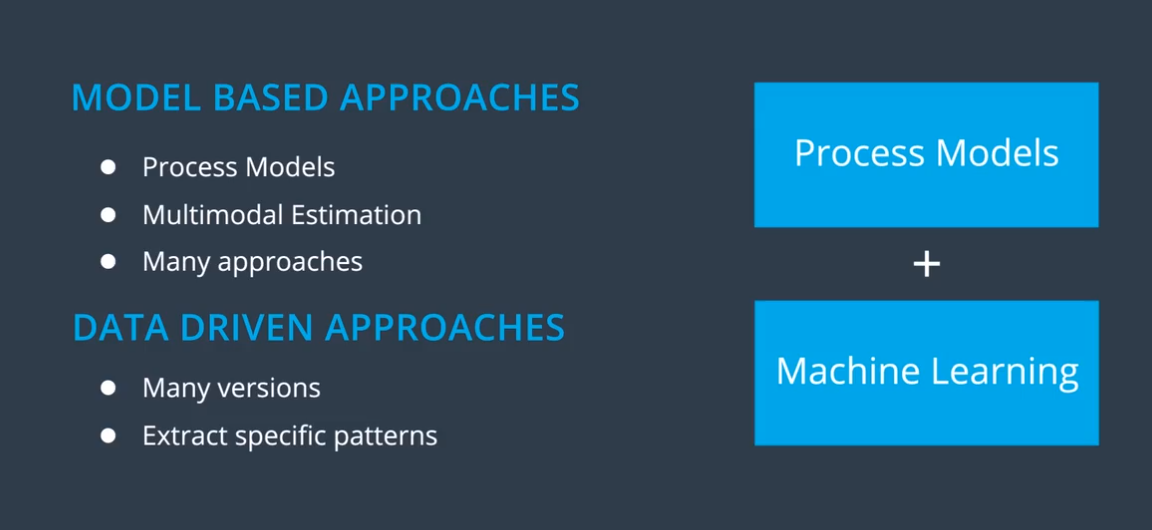 MODEL BASED APPROACHES
● Process Models
● Multimodal Estimation
● Many approaches
DATA DRIVEN APPROACHES
● Many versions
● Extract specific patterns
Process Models
+
Machine Learning